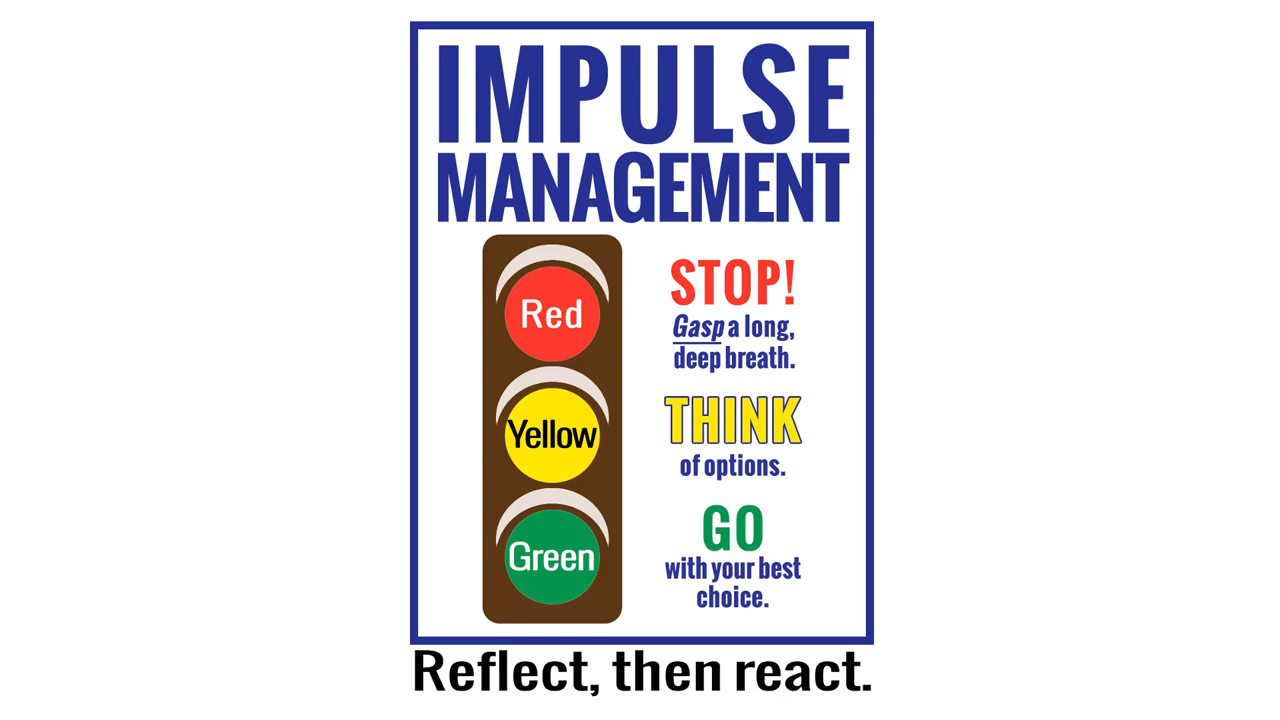 IMPULSE
MANAGEMENT
Red
STOP!
Gasp a long,
deep breath.
Yellow
THINK
of options.
Green
GO
with your best
choice.
Reflect, then react.